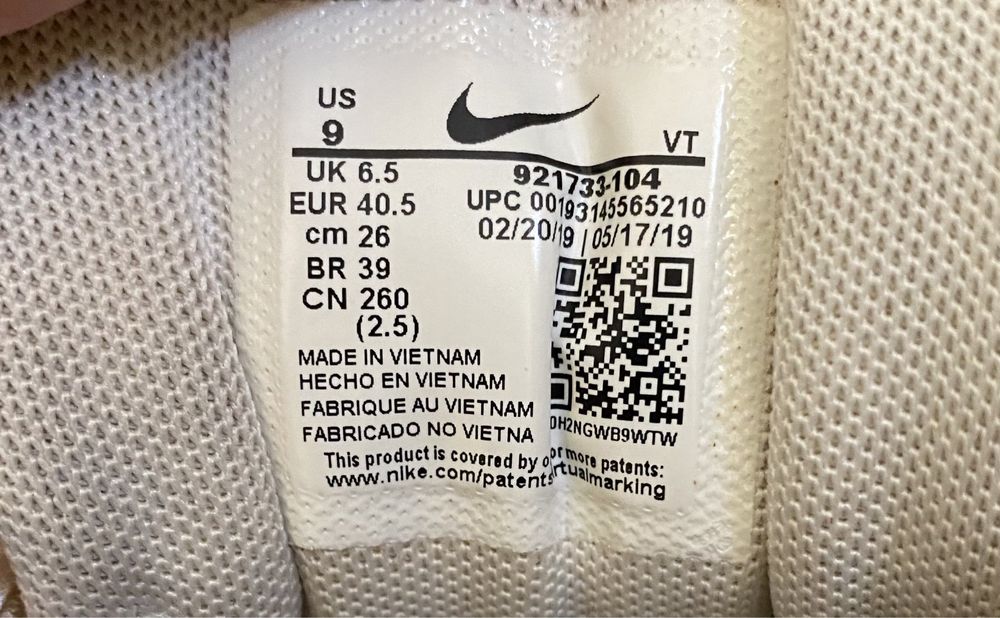 US
9
VT
UK 6.5
EUR 40.5
cm 26
BR 39
CN 260
(2.5)
921733-104
UPC 00193145565210
02/20/19 | 05/17/19
MADE IN VIETNAM
HECHO EN VIETNAM
FABRIQUE AU VIETNAM
FABRICADO NO VIETNA
0H2NGWB9WTW
This product is covered by or more patents:
www.nike.com/patents rtualmarking